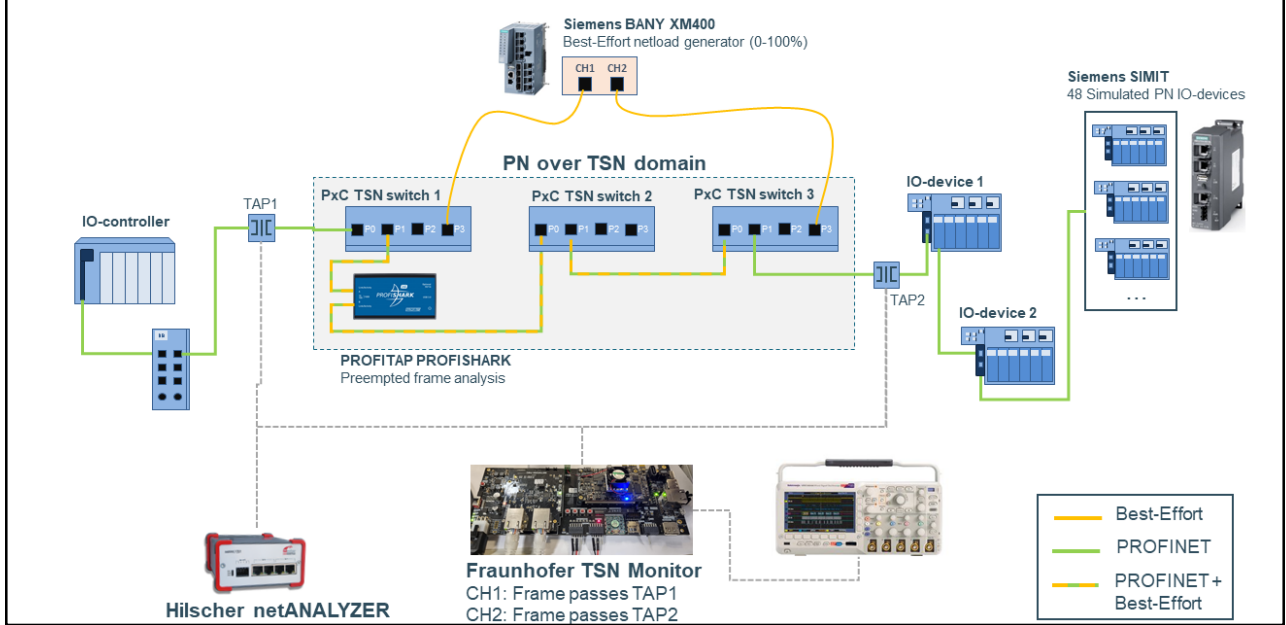 Siemens BANY XM400
Best-Effort netload generator (0-100%)
CH1 CH2
Siemens SIMIT
48 Simulated PN IO-devices
PN over TSN domain
IO-controller
TAP1
PxC TSN switch 1
PxC TSN switch 2
PxC TSN switch 3
IO-device 1
P0 P1 P2 P3
P0 P1 P2 P3
P0 P1 P2 P3
PROFISHARK
TAP2
...
IO-device 2
PROFITAP PROFISHARK
Preempted frame analysis
Best-Effort
PROFINET
PROFINET +
Best-Effort
Fraunhofer TSN Monitor
CH1: Frame passes TAP1
CH2: Frame passes TAP2
Hilscher netANALYZER